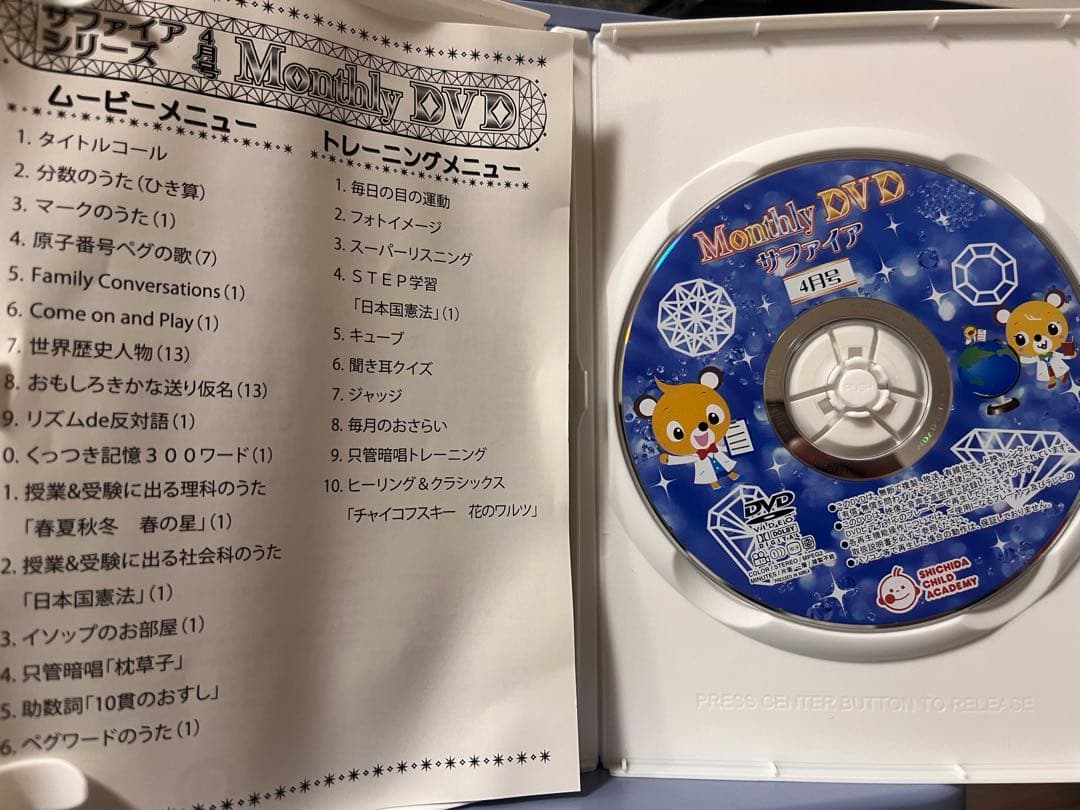 サファイア
シリーズ
4月号
Monthly DVD
ムービーメニュー
1. タイトルコール
2. 分数のうた(ひき算)
3. マークのうた(1)
4. 原子番号ペグの歌(7)
5. Family Conversations(1)
6. Come on and Play(1)
7. 世界歴史人物(13)
8. おもしろきかな送り仮名(13)
9. リズムde反対語(1)
0. くっつき記憶300ワード(1)
1. 授業&受験に出る理科のうた
「春夏秋冬 春の星」(1)
2. 授業&受験に出る社会科のうた
「日本国憲法」(1)
3. イソップのお部屋(1)
4. 只管暗唱「枕草子」
5. 助数詞「10貫のおすし」
6. ペグワードのうた(1)
トレーニングメニュー
1. 毎日の目の運動
2. フォトイメージ
3. スーパーリスニング
4. STEP学習
「日本国憲法」(1)
5. キューブ
6. 聞き耳クイズ
7. ジャッジ
8. 毎月のおさらい
9. 只管暗唱トレーニング
10. ヒーリング&クラシックス
「チャイコフスキー 花のワルツ」
Monthly DVD
サファイア
4月号
PUSH
DVD
VIDEO
DOLBY
DIGITAL
COLOR/STEREO/MPEG2
SHICHIDA
CHILD
ACADEMY
PRESS CENTER BUTTON TO RELEASE